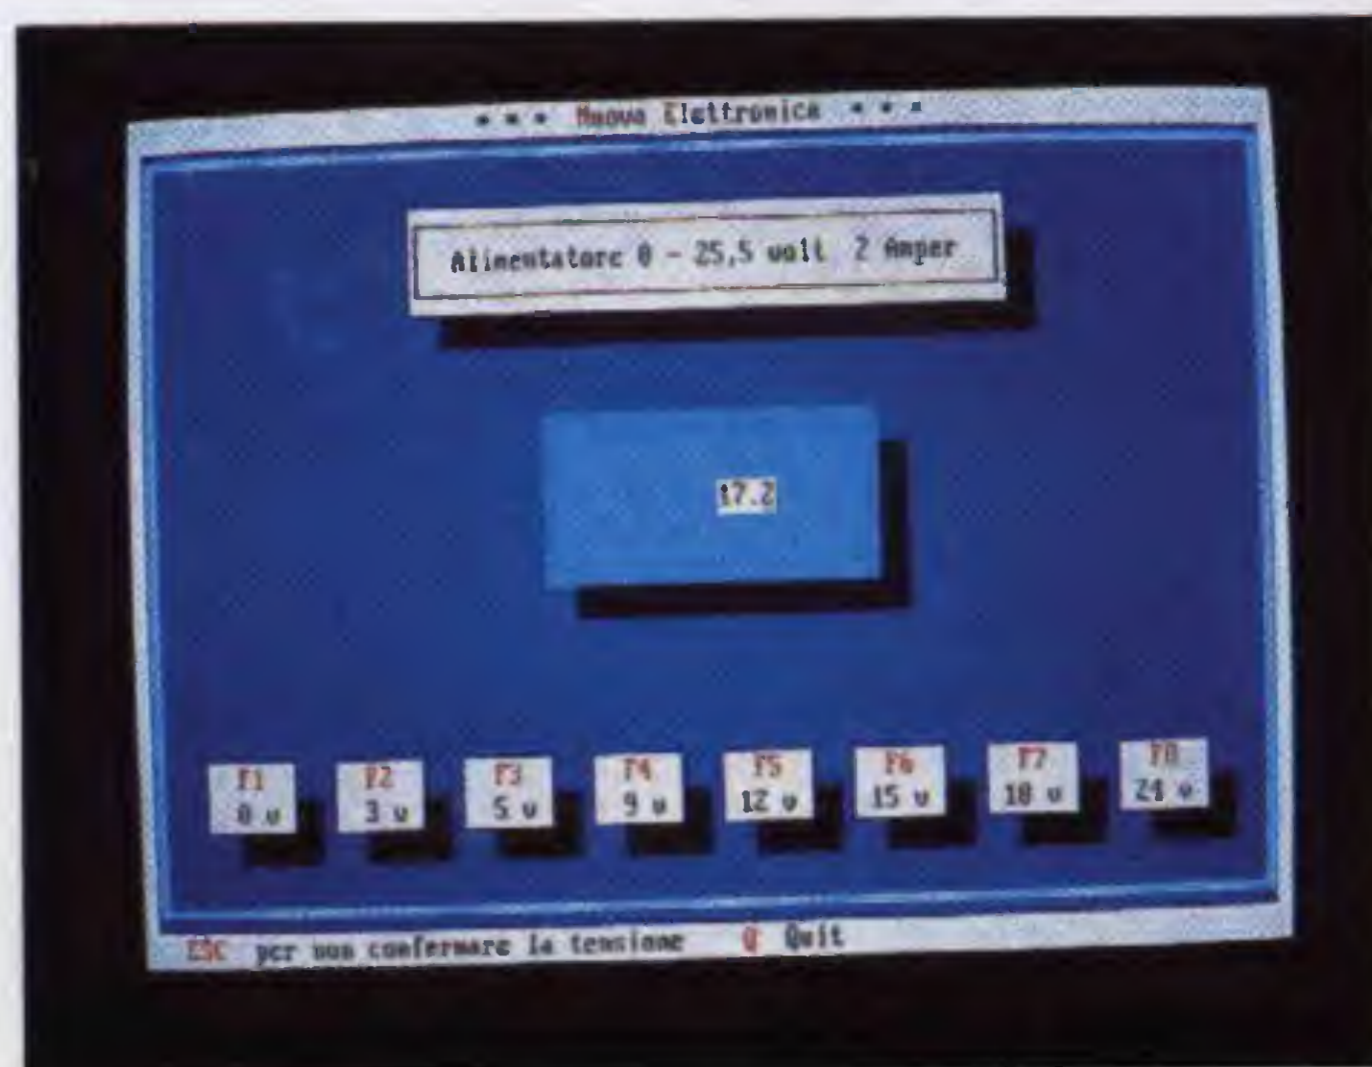 * * * Nuova Elettronica * * *
Alimentatore 0 - 25,5 volt 2 Amper
17.2
F1 F2 F3 F4 F5 F6 F7 F8
0 v 3 v 5 v 9 v 12 v 15 v 18 v 24 v
ESC per non confermare la tensione Q Quit